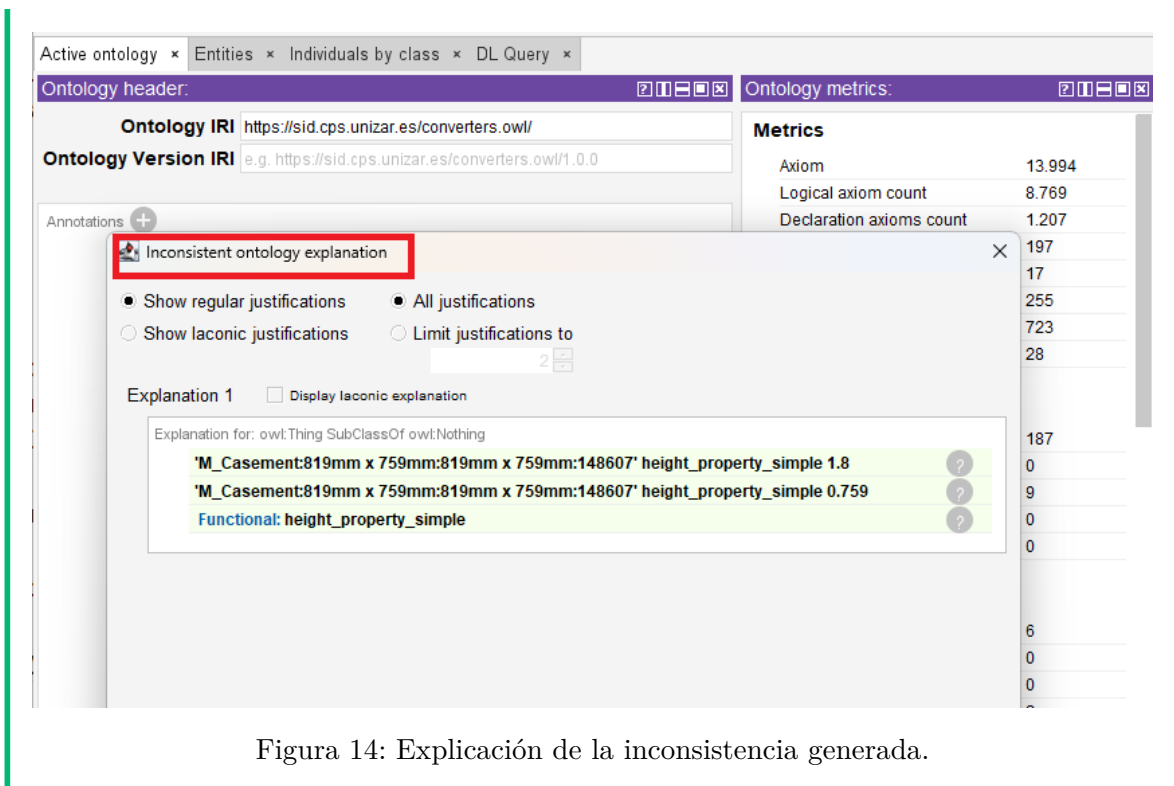 Active ontology × Entities × Individuals by class × DL Query ×
Ontology header:
Ontology metrics:
Ontology IRI https://sid.cps.unizar.es/converters.owl/
Ontology Version IRI e.g. https://sid.cps.unizar.es/converters.owl/1.0.0
Annotations
Metrics
Axiom 13.994
Logical axiom count 8.769
Declaration axioms count 1.207
197
17
255
723
28
187
0
9
0
0
6
0
0
Inconsistent ontology explanation
Show regular justifications All justifications
Show laconic justifications Limit justifications to
2
Explanation 1 Display laconic explanation
Explanation for: owl:Thing SubClassOf owl:Nothing
'M_Casement:819mm x 759mm:819mm x 759mm:148607' height_property_simple 1.8
'M_Casement:819mm x 759mm:819mm x 759mm:148607' height_property_simple 0.759
Functional: height_property_simple
Figura 14: Explicación de la inconsistencia generada.